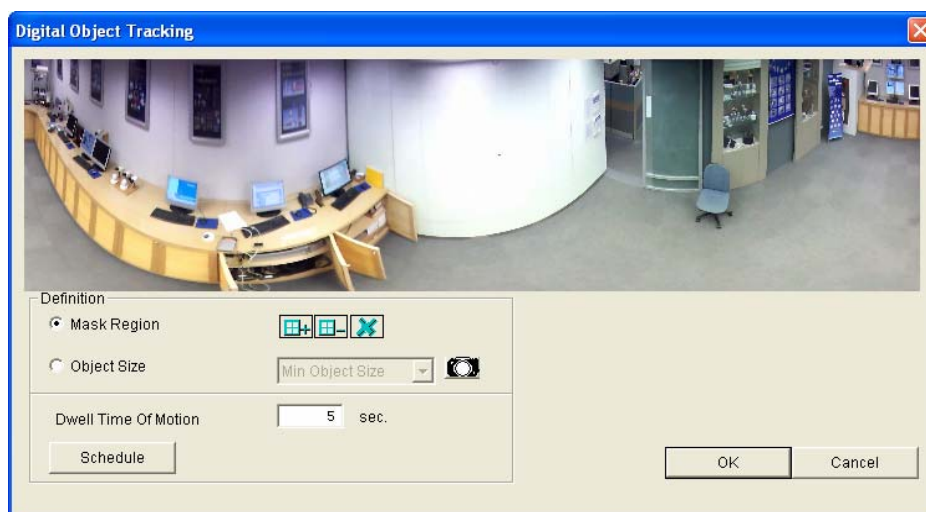 Digital Object Tracking
Definition
Mask Region
Object Size
Min Object Size
Dwell Time Of Motion 5 sec.
Schedule
OK
Cancel